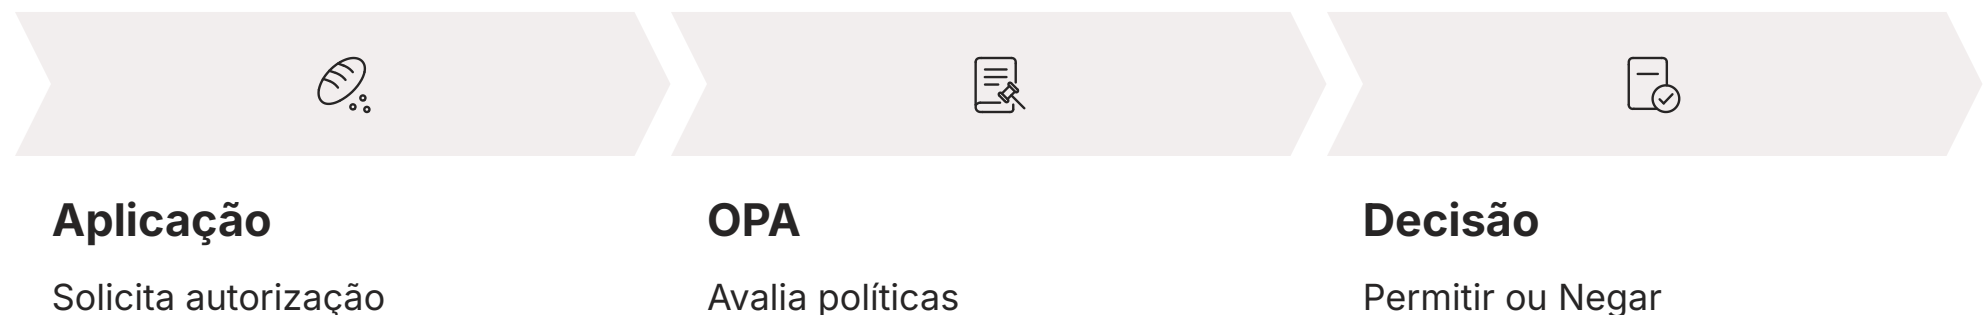 Aplicação
Solicita autorização
OPA
Avalia políticas
Decisão
Permitir ou Negar